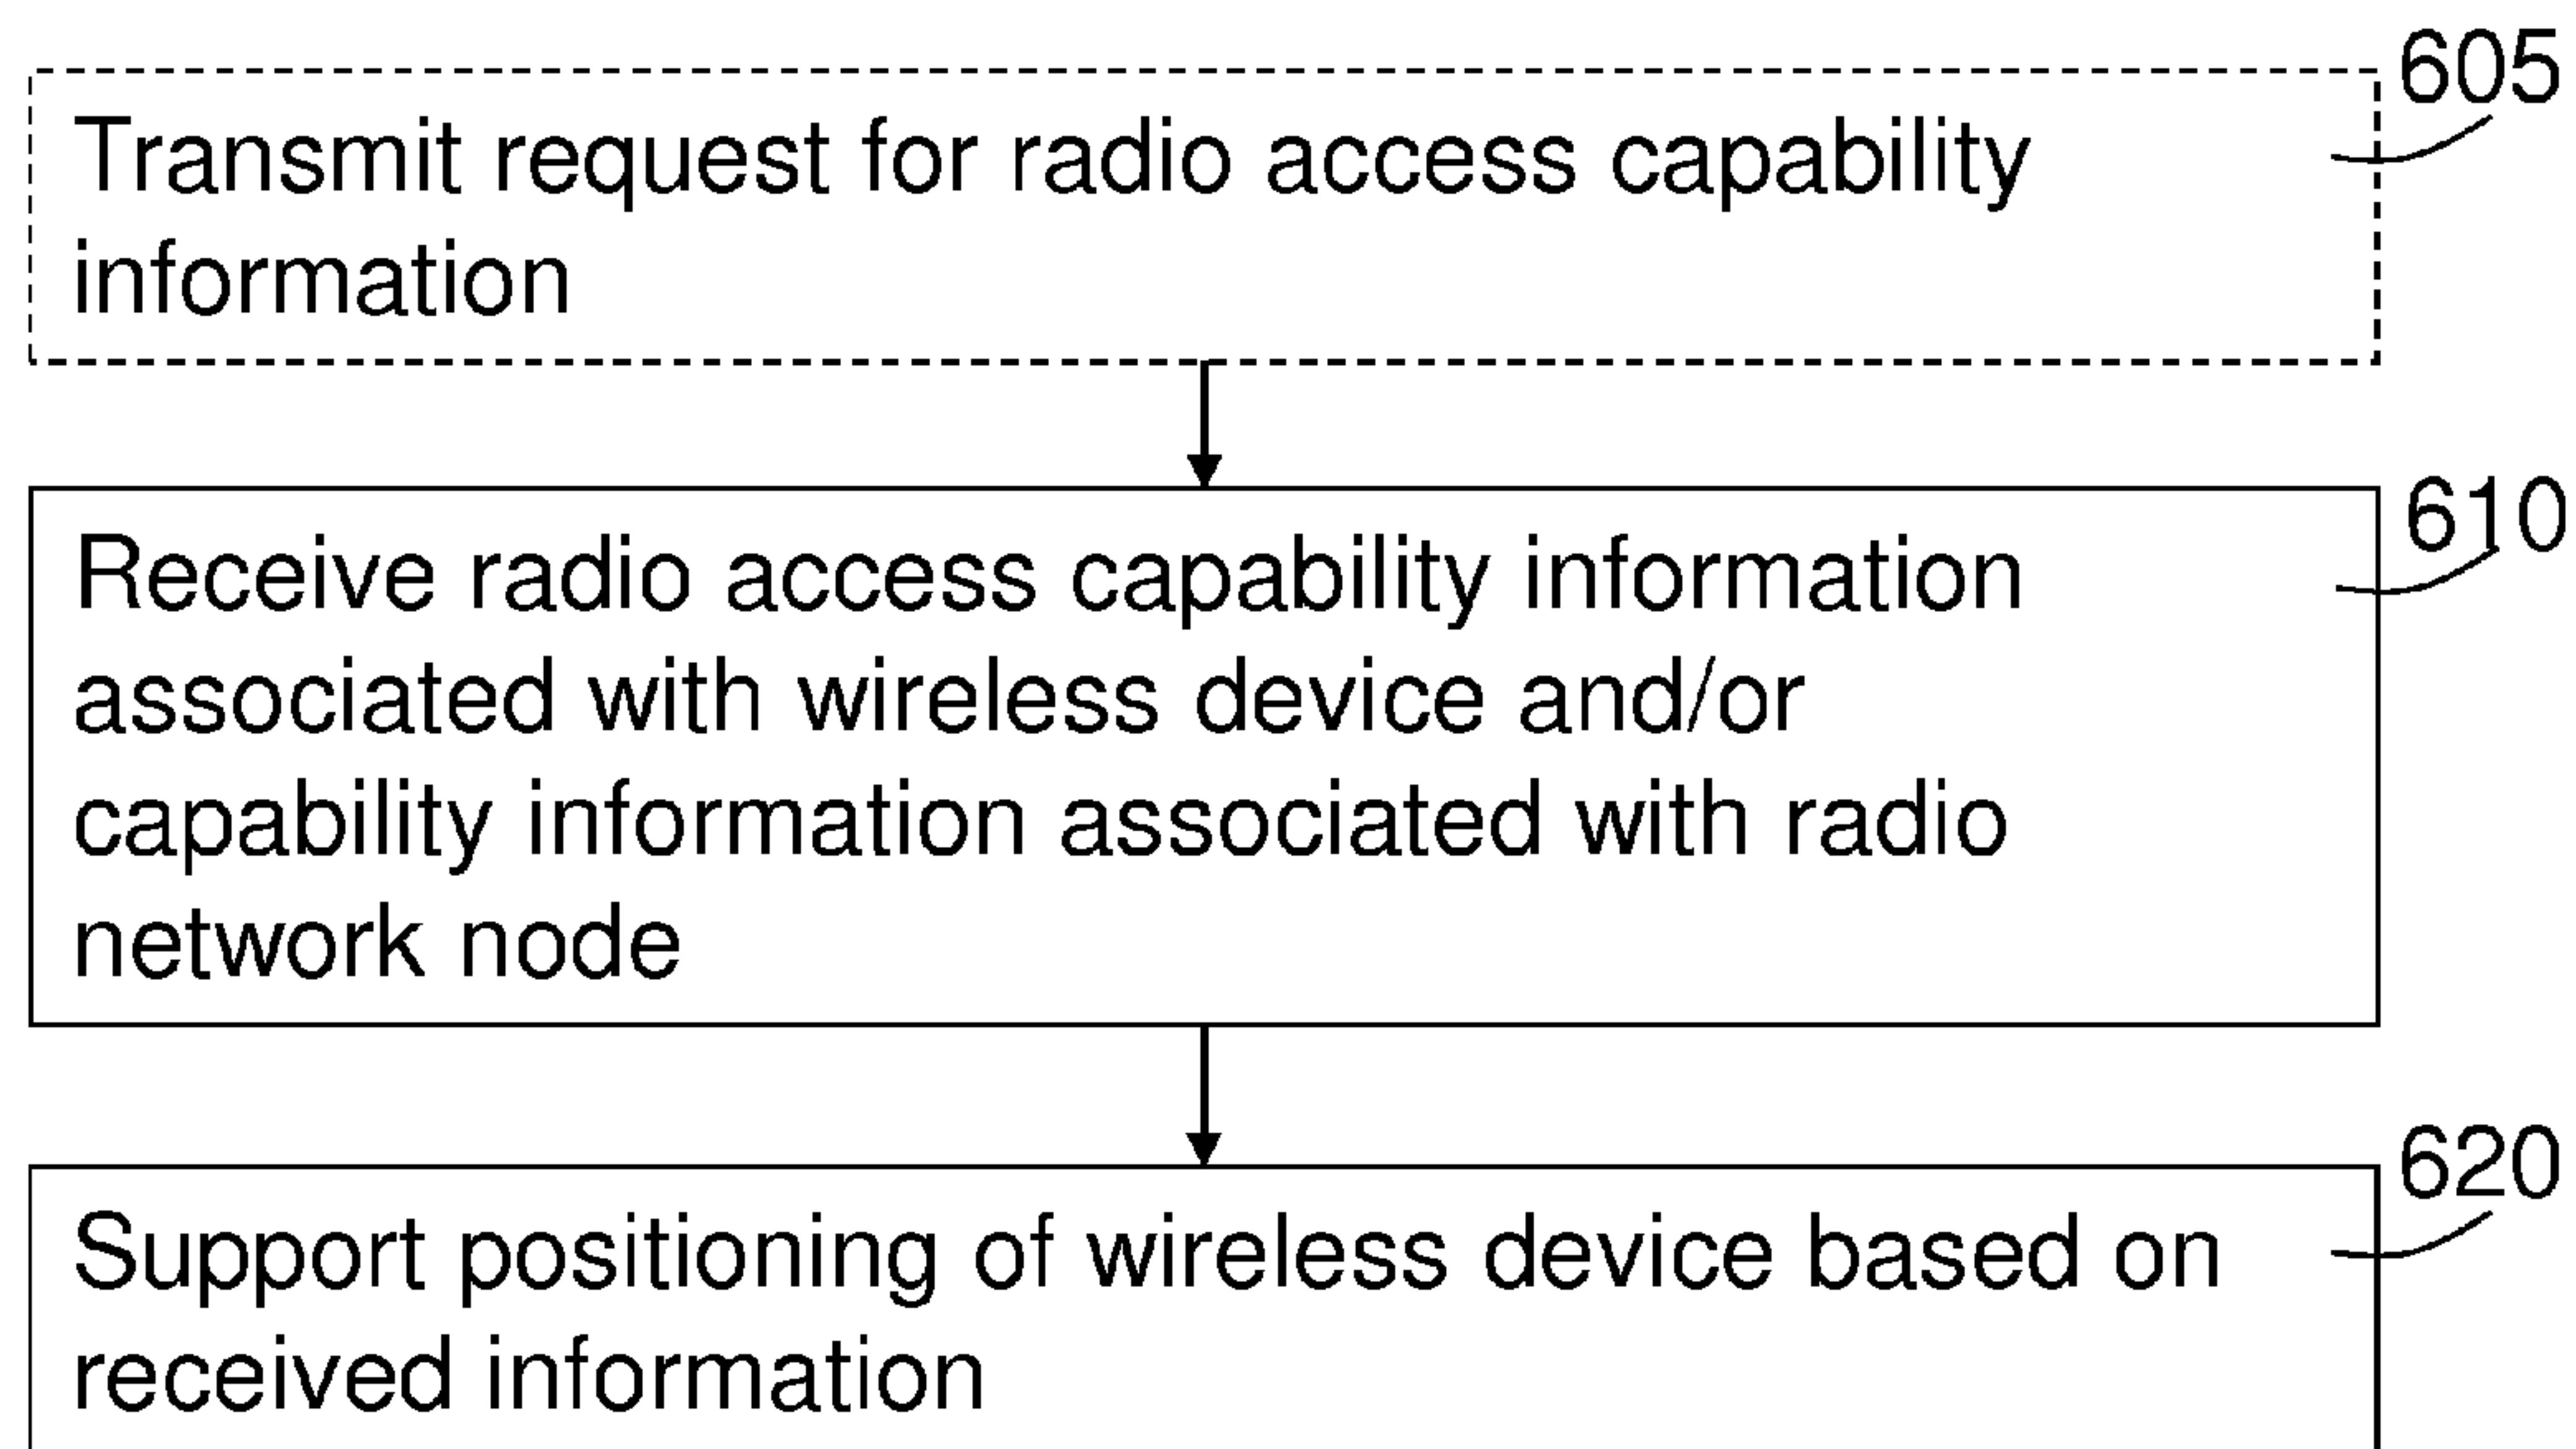 605
Transmit request for radio access capability
information
610
Receive radio access capability information
associated with wireless device and/or
capability information associated with radio
network node
620
Support positioning of wireless device based on
received information